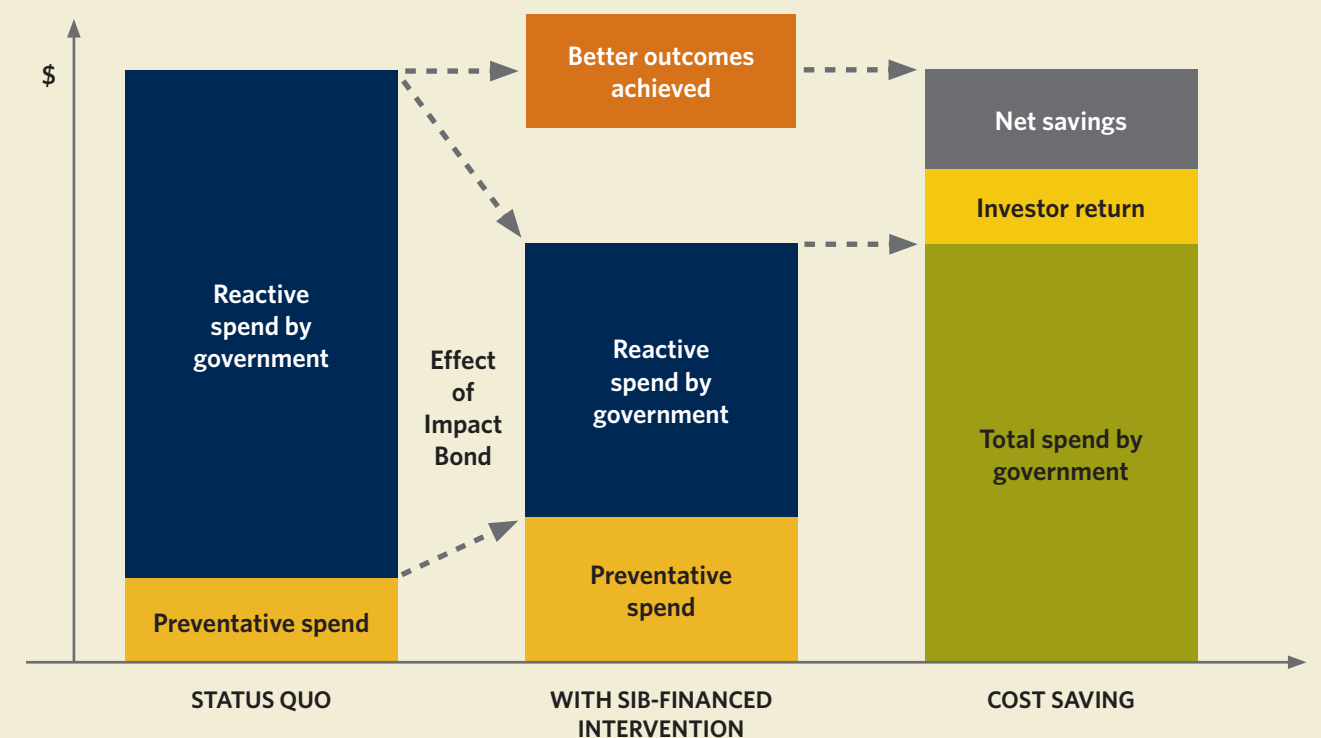 $
Reactive
spend by
government
Preventative spend
STATUS QUO
Effect
of
Impact
Bond
Better outcomes
achieved
Reactive
spend by
government
Preventative
spend
WITH SIB-FINANCED
INTERVENTION
Net savings
Investor return
Total spend by
government
COST SAVING